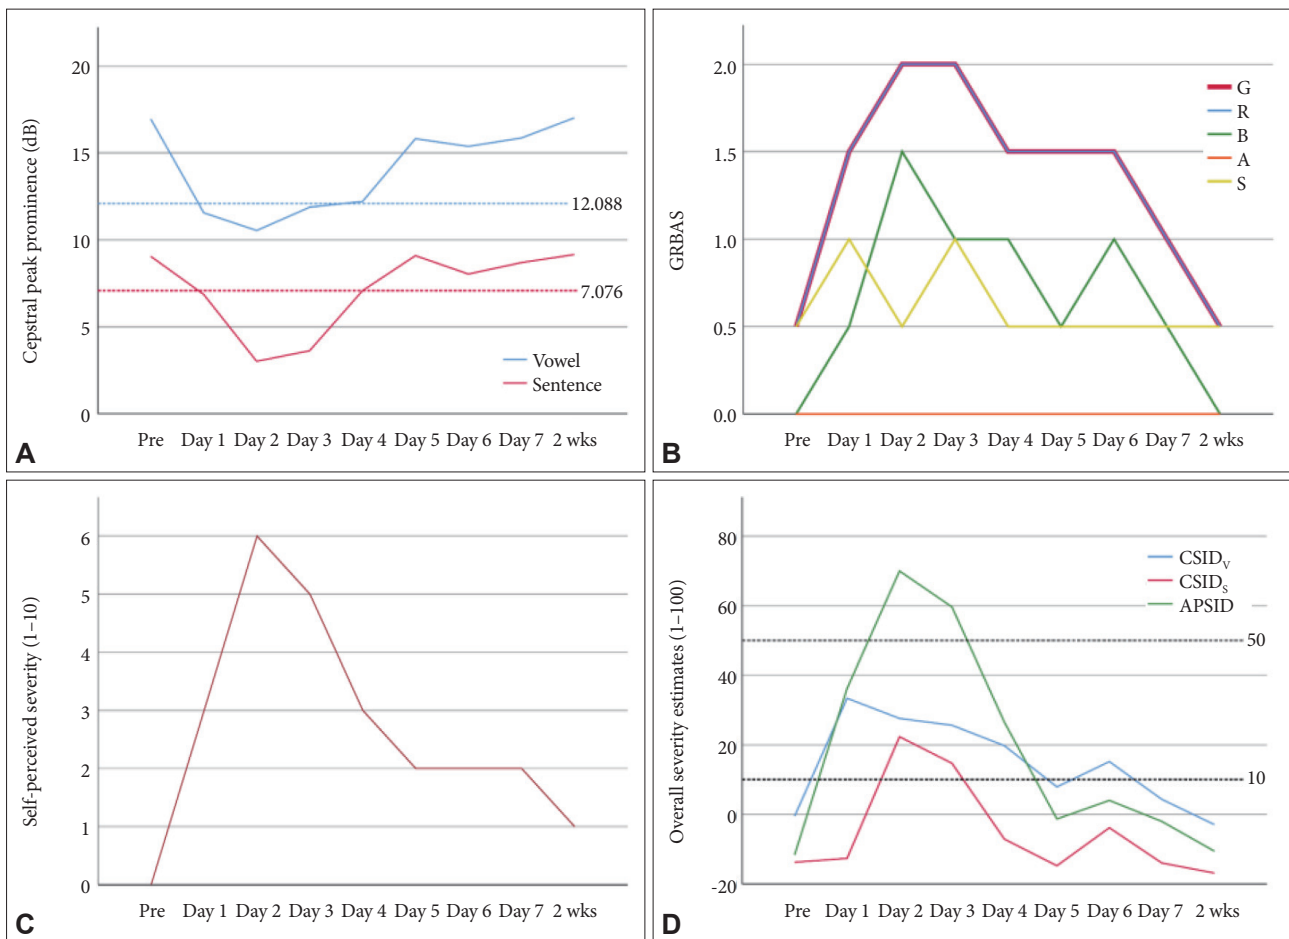 Cepstral peak prominence (dB)
20
15
10
5
0
12.088
7.076
Vowel
Sentence
Pre Day 1 Day 2 Day 3 Day 4 Day 5 Day 6 Day 7 2 wks
A
GRBAS
2.0
1.5
1.0
0.5
0.0
G
R
B
A
S
Pre Day 1 Day 2 Day 3 Day 4 Day 5 Day 6 Day 7 2 wks
B
Self-perceived severity (1–10)
6
5
4
3
2
1
0
Pre Day 1 Day 2 Day 3 Day 4 Day 5 Day 6 Day 7 2 wks
C
Overall severity estimates (1–100)
80
60
40
20
0
-20
CSIDV
CSIDS
APSID
50
10
Pre Day 1 Day 2 Day 3 Day 4 Day 5 Day 6 Day 7 2 wks
D